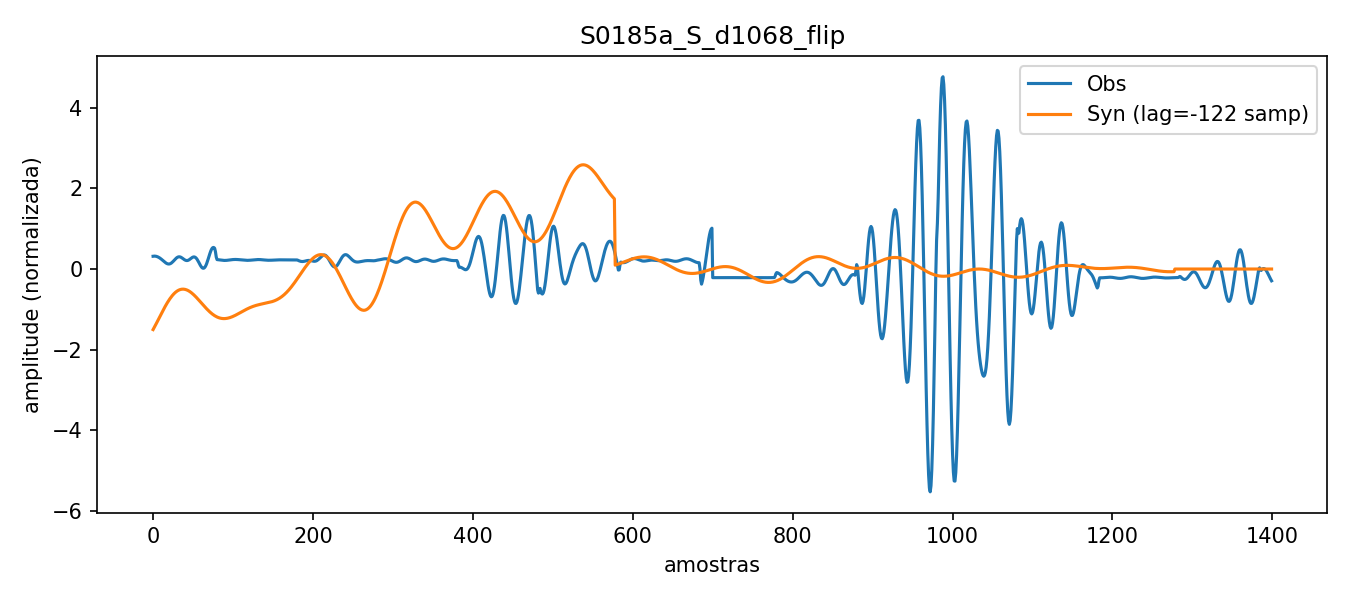 S0185a_S_d1068_flip
Obs
Syn (lag=-122 samp)
amplitude (normalizada)
4
2
0
−2
−4
−6
0 200 400 600 800 1000 1200 1400
amostras